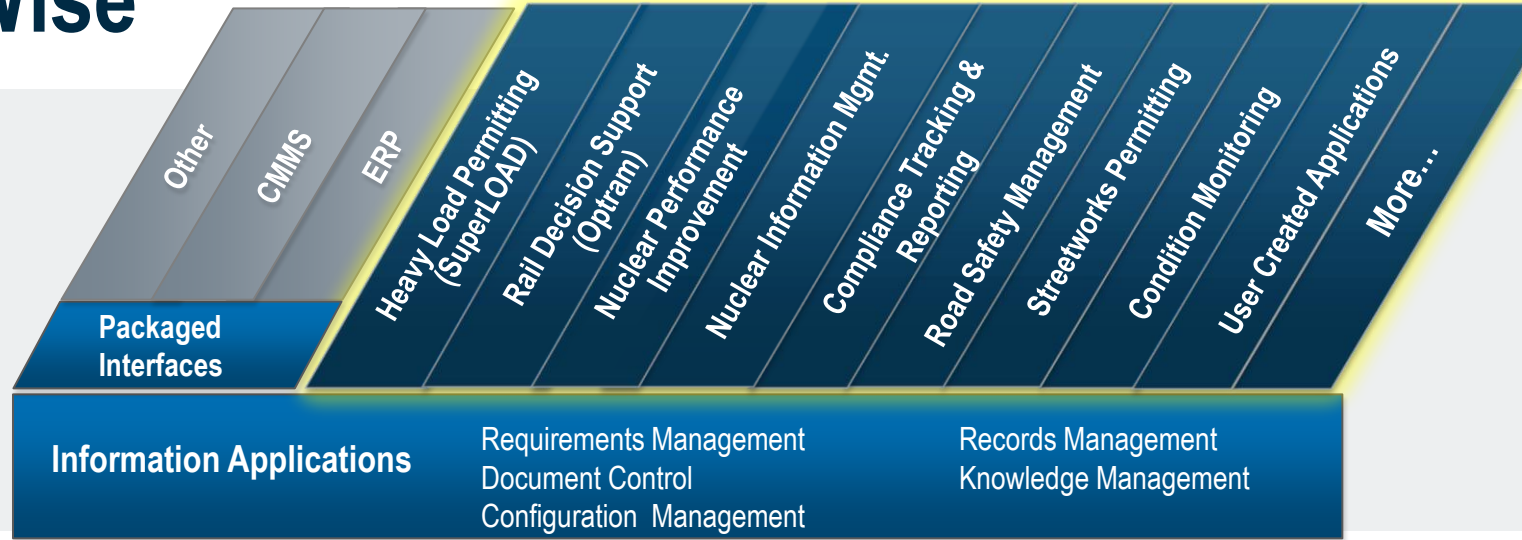 wise
Other
CMMS
ERP
Heavy Load Permitting
(SuperLOAD)
Rail Decision Support
(Optram)
Nuclear Performance
Improvement
Nuclear Information Mgmt.
Compliance Tracking &
Reporting
Road Safety Management
Streetworks Permitting
Condition Monitoring
User Created Applications
More...
Packaged
Interfaces
Information Applications
Requirements Management
Document Control
Configuration Management
Records Management
Knowledge Management